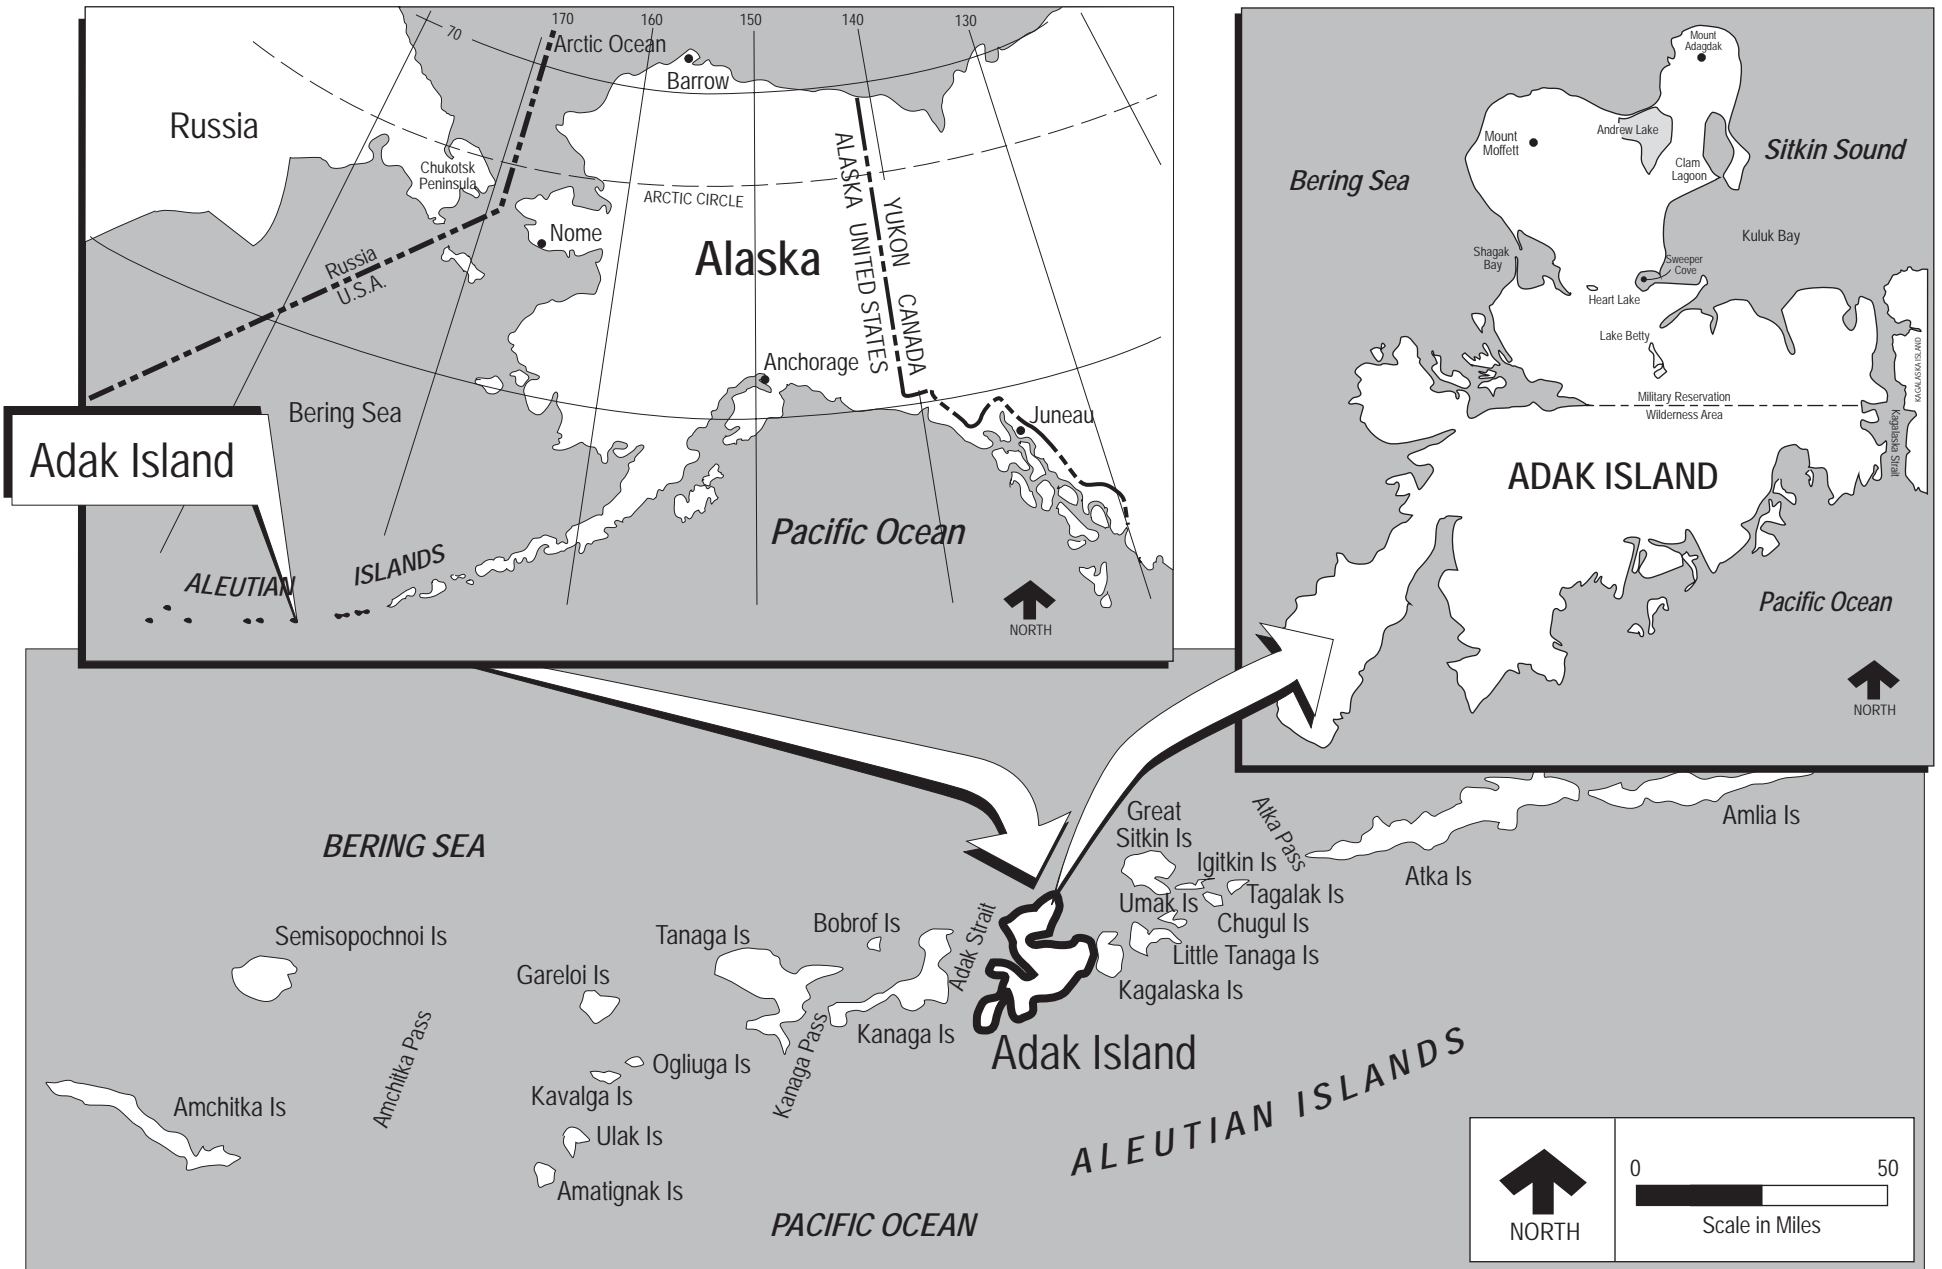 170
160
150
140
130
70
Arctic Ocean
Barrow
Russia
Chukotsk
Peninsula
ARCTIC CIRCLE
Nome
Alaska
ALASKA UNITED STATES
YUKON CANADA
Russia
U.S.A.
Anchorage
Bering Sea
Juneau
Adak Island
Pacific Ocean
ALEUTIAN
ISLANDS
NORTH
Mount
Adagdak
Mount
Moffett
Andrew Lake
Clam
Lagoon
Sitkin Sound
Bering Sea
Kuluk Bay
Shagak
Bay
Sweeper
Cove
Heart Lake
Lake Betty
KAGALASKA ISLAND
Military Reservation
Wilderness Area
Kagalaska Strait
ADAK ISLAND
Pacific Ocean
NORTH
BERING SEA
Great
Sitkin Is
Atka Pass
Amlia Is
Igitkin Is
Atka Is
Tagalak Is
Umak Is
Chugul Is
Little Tanaga Is
Kagalaska Is
Semisopochnoi Is
Tanaga Is
Bobrof Is
Adak Strait
Gareloi Is
Kanaga Is
Adak Island
Amchitka Pass
Kanaga Pass
Ogliuga Is
Kavalga Is
Amchitka Is
Ulak Is
Amatignak Is
ALEUTIAN ISLANDS
PACIFIC OCEAN
NORTH
0 50
Scale in Miles